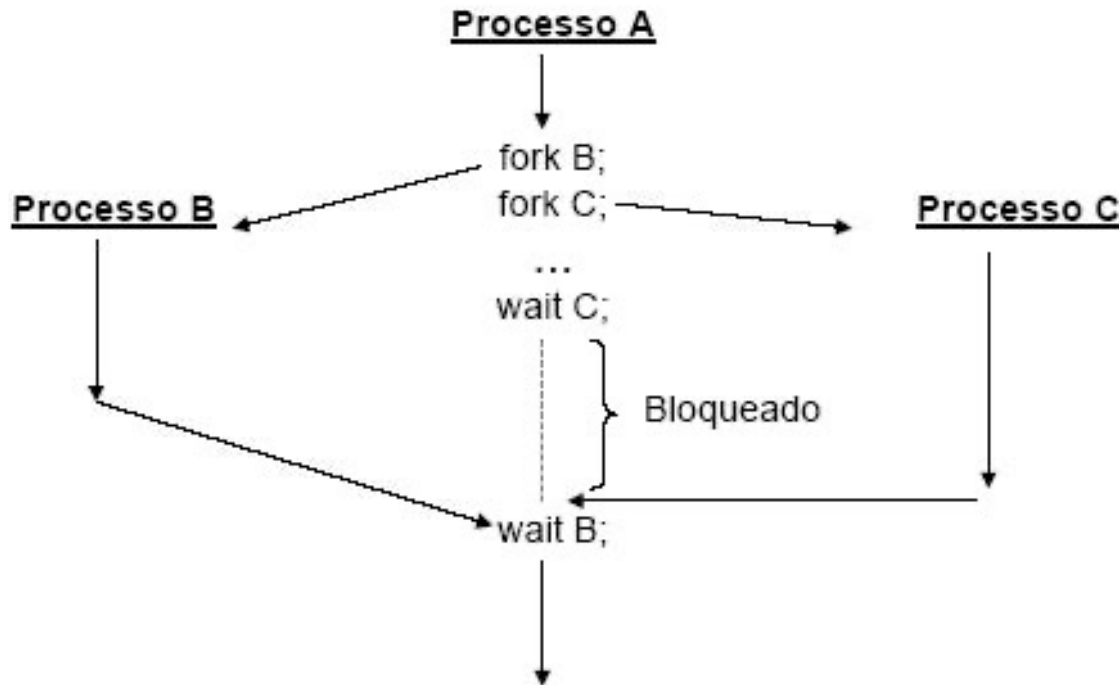 Processo A
fork B;
Processo B
fork C;
Processo C
...
wait C;
Bloqueado
wait B;